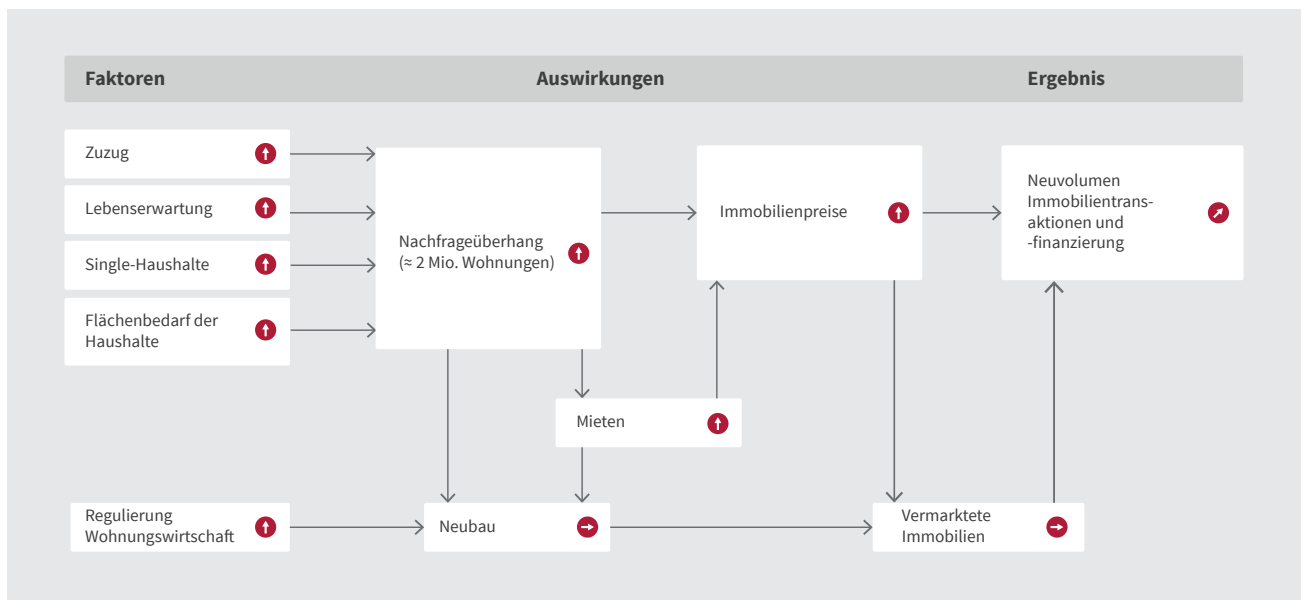 Faktoren
Auswirkungen
Ergebnis
Zuzug
Lebenserwartung
Single-Haushalte
Flächenbedarf der
Haushalte
Nachfrageüberhang
(≈ 2 Mio. Wohnungen)
Immobilienpreise
Neuvolumen
Immobilientrans-
aktionen und
-finanzierung
Mieten
Regulierung
Wohnungswirtschaft
Neubau
Vermarktete
Immobilien